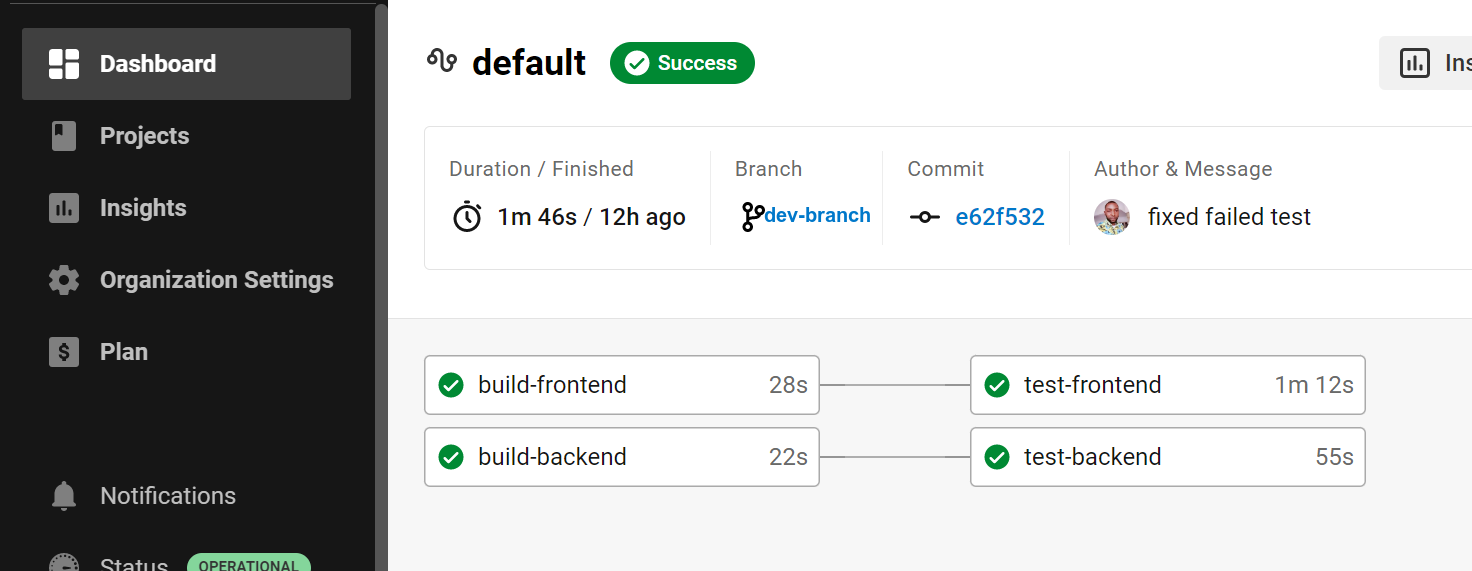 Dashboard
Projects
Insights
Organization Settings
Plan
Notifications
Status OPERATIONAL
default Success
Duration / Finished
1m 46s / 12h ago
Branch
dev-branch
Commit
e62f532
Author & Message
fixed failed test
build-frontend 28s
test-frontend 1m 12s
build-backend 22s
test-backend 55s